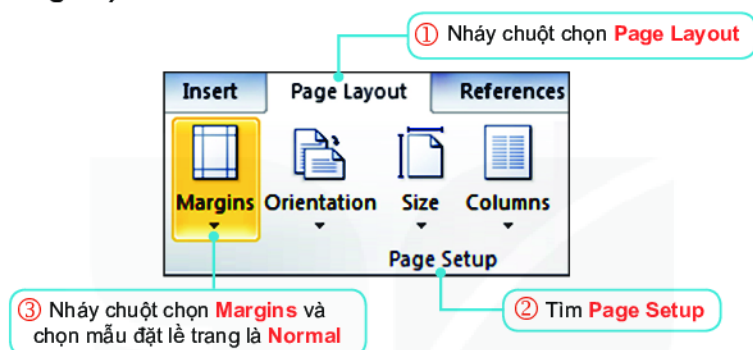 ① Nháy chuột chọn Page Layout
Insert Page Layout References
Margins Orientation Size Columns
Page Setup
③ Nháy chuột chọn Margins và
chọn mẫu đặt lề trang là Normal
② Tìm Page Setup